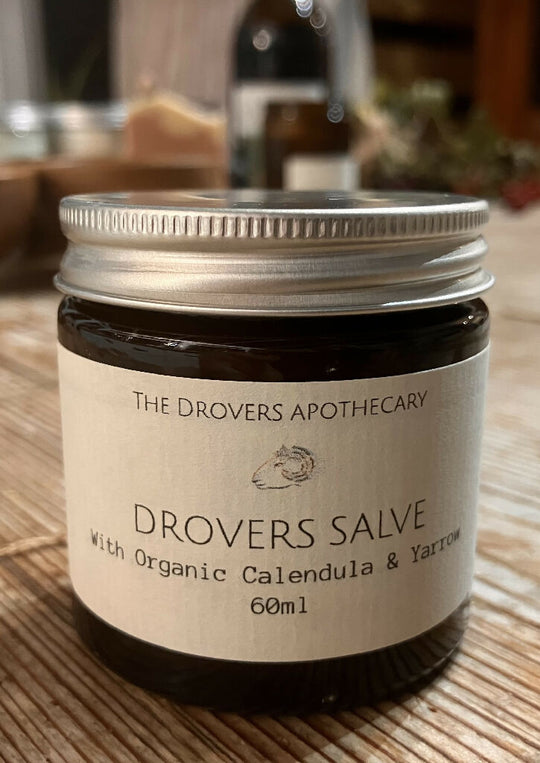 THE DROVERS APOTHECARY
DROVERS SALVE
With Organic Calendula & Yarrow
60ml